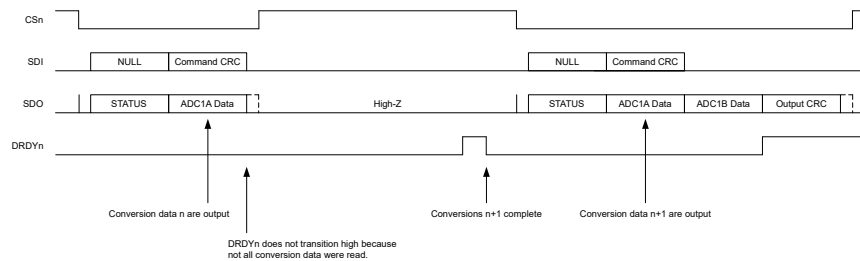 CSn
SDI
NULL
Command CRC
NULL
Command CRC
SDO
STATUS
ADC1A Data
High-Z
STATUS
ADC1A Data
ADC1B Data
Output CRC
DRDYn
Conversion data n are output
Conversions n+1 complete
Conversion data n+1 are output
DRDYn does not transition high because
not all conversion data were read.